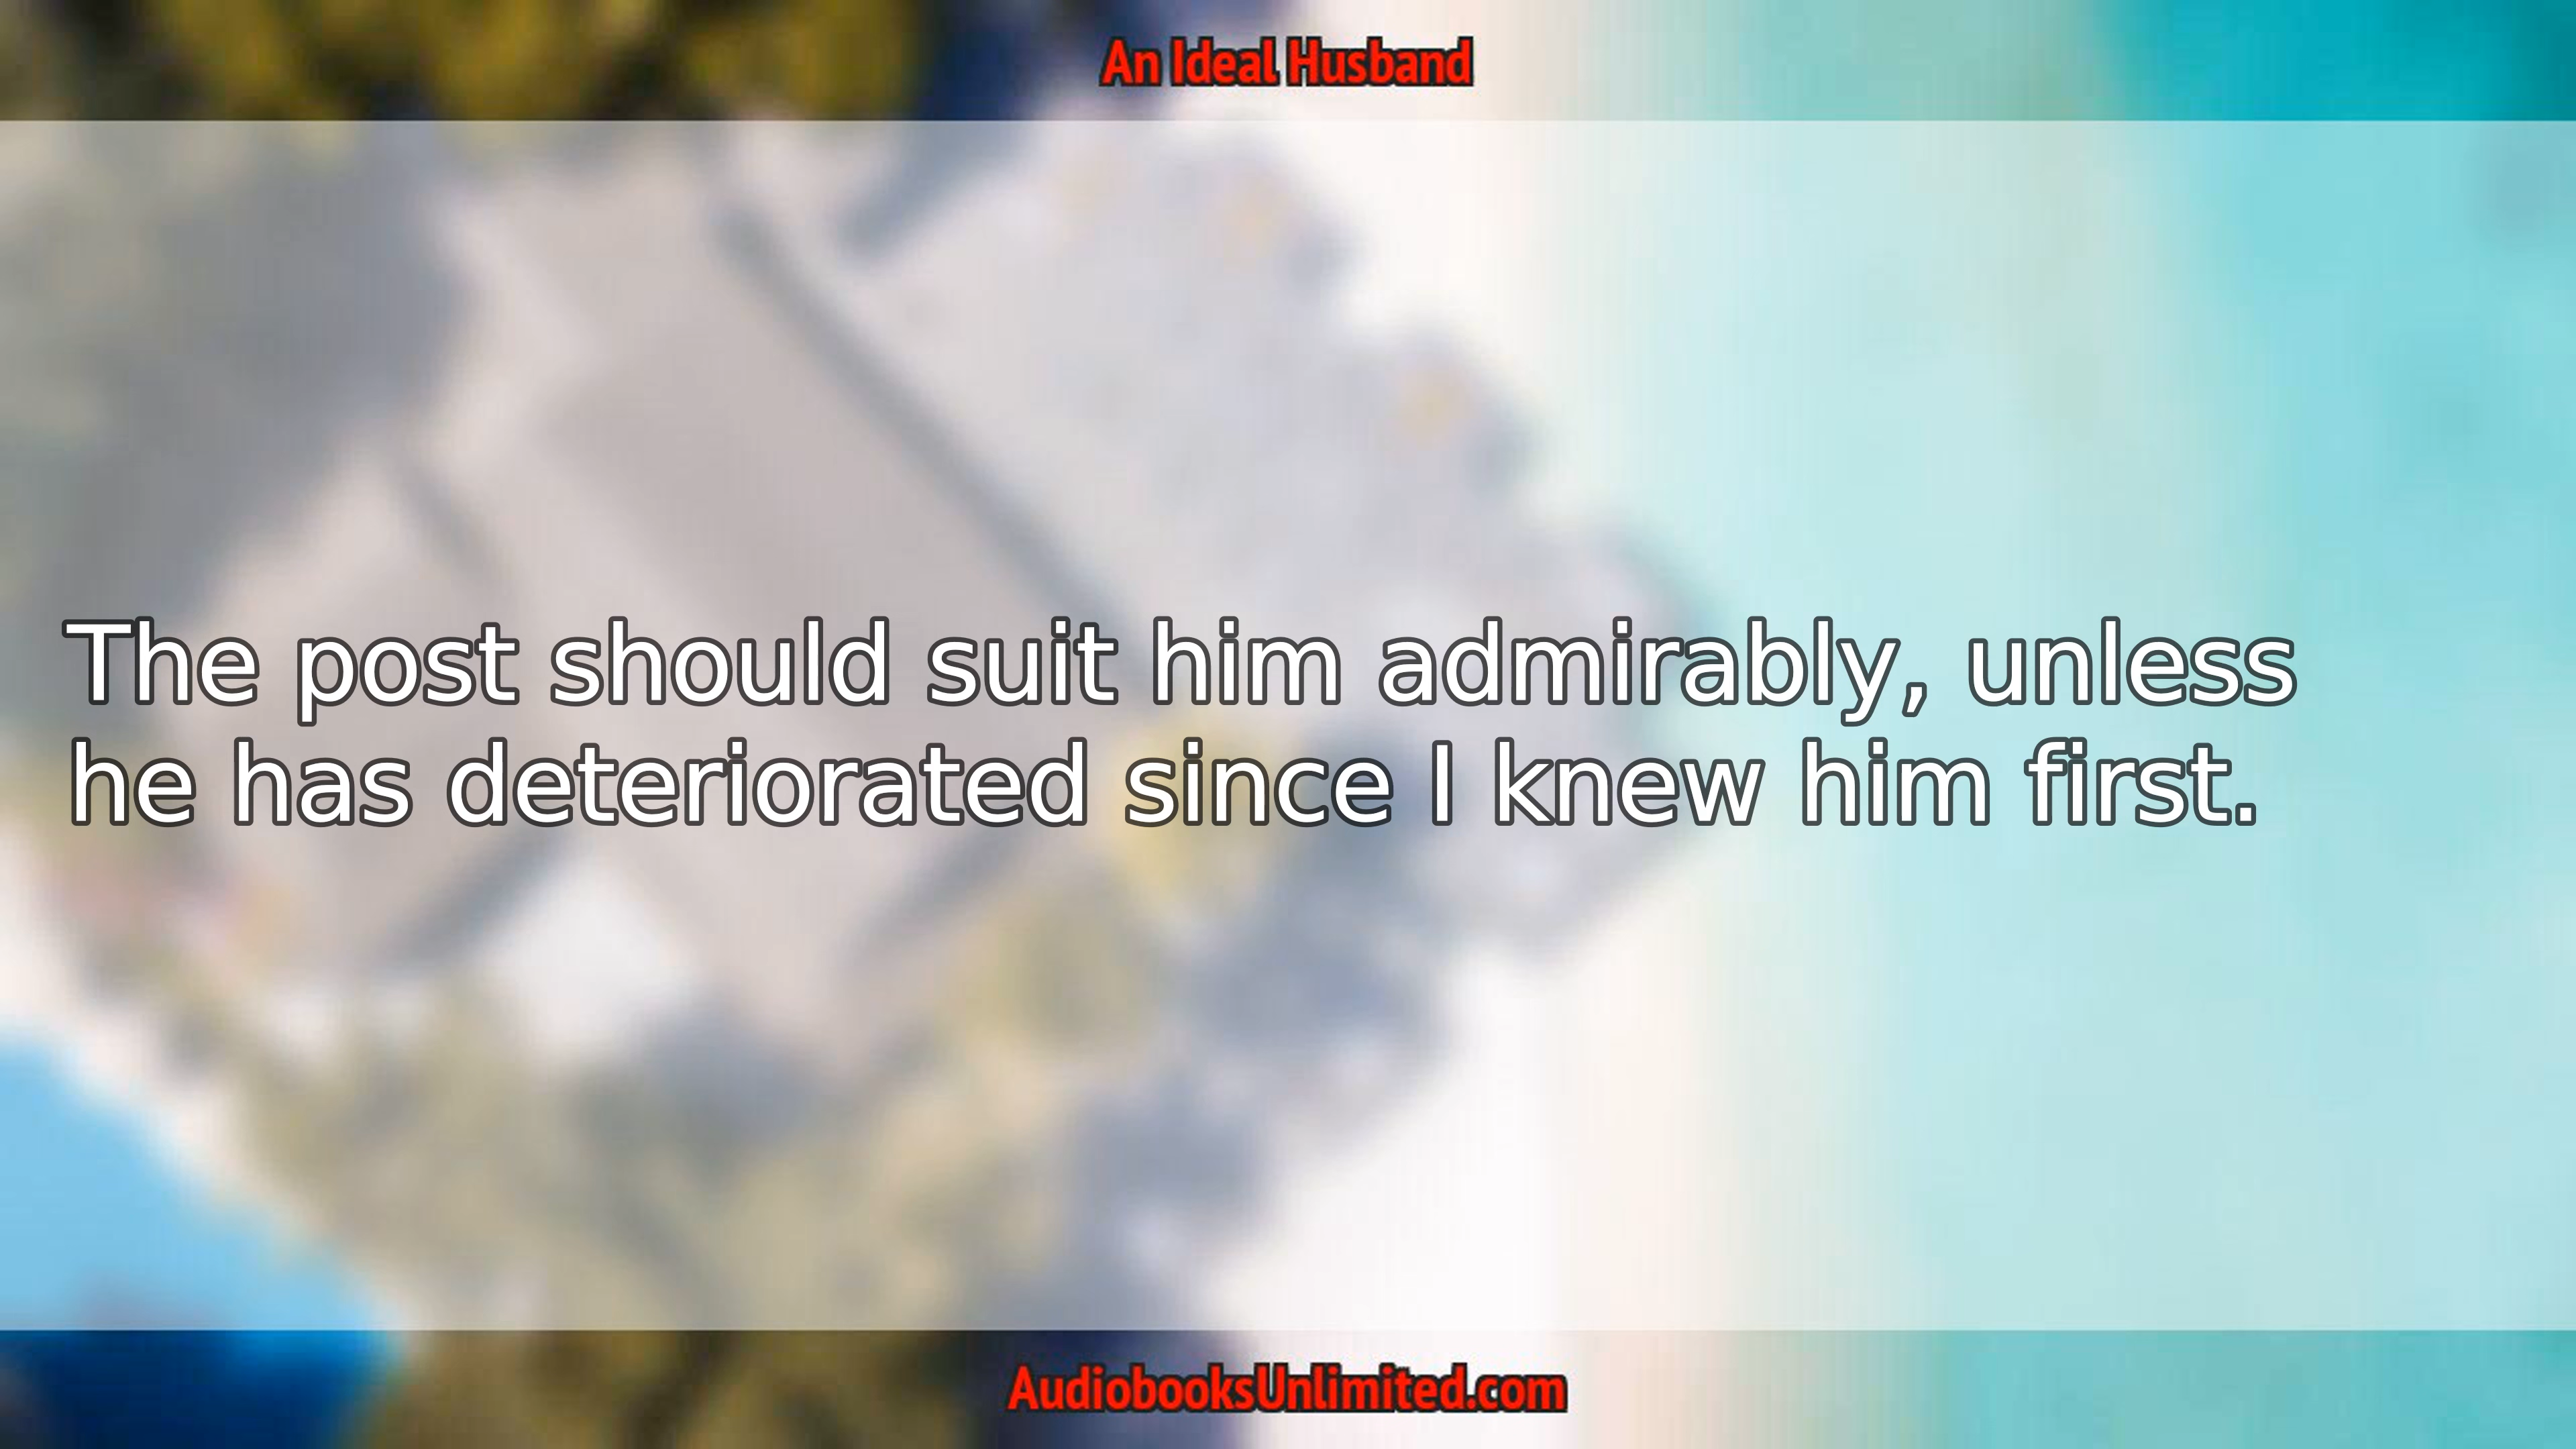 An Ideal Husband
The post should suit him admirably, unless
he has deteriorated since I knew him first.
AudiobooksUnlimited.com